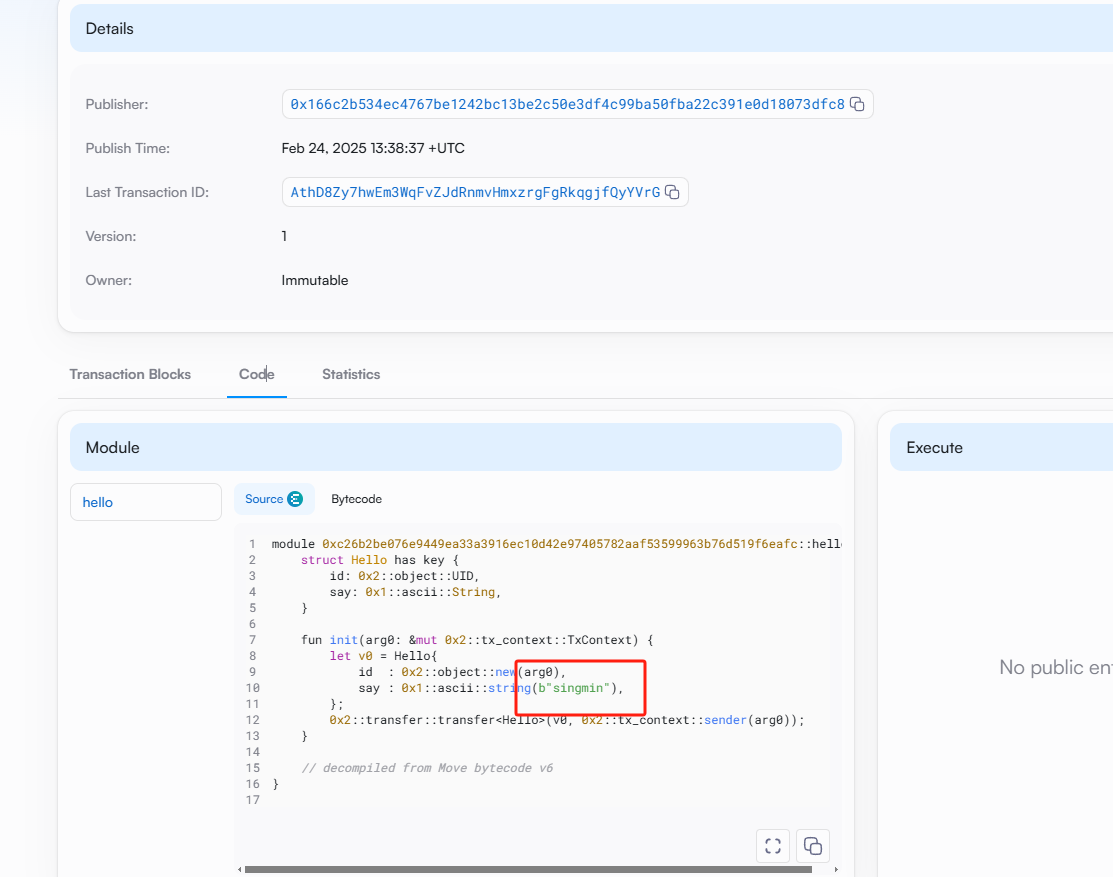 Details
Publisher: 0x166c2b534ec4767be1242bc13be2c50e3df4c99ba50fba22c391e0d18073dfc8
Publish Time: Feb 24, 2025 13:38:37 +UTC
Last Transaction ID: AthD8Zy7hwEm3WqFvZJdRnmvHmxzrgFgRkqgjfQyYVrG
Version: 1
Owner: Immutable
Transaction Blocks Code Statistics
Module
Execute
hello
Source Bytecode
1 module 0xc26b2be076e9449ea33a3916ec10d42e97405782aaf53599963b76d519f6eafc::hell
2 struct Hello has key {
3 id: 0x2::object::UID,
4 say: 0x1::ascii::String,
5 }
6
7 fun init(arg0: &mut 0x2::tx_context::TxContext) {
8 let v0 = Hello{
9 id  : 0x2::object::new(arg0),
10 say : 0x1::ascii::string(b"singmin"),
11 };
12 0x2::transfer::transfer<Hello>(v0, 0x2::tx_context::sender(arg0));
13 }
14
15 // decompiled from Move bytecode v6
16 }
17
No public en